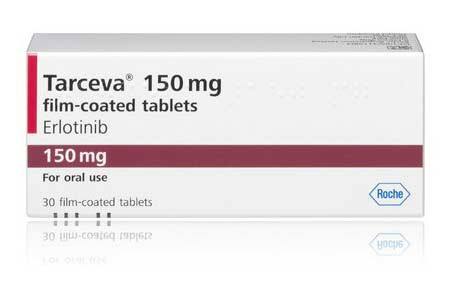 Tarceva® 150 mg
film-coated tablets
Erlotinib
150 mg
For oral use
30 film-coated tablets
Roche